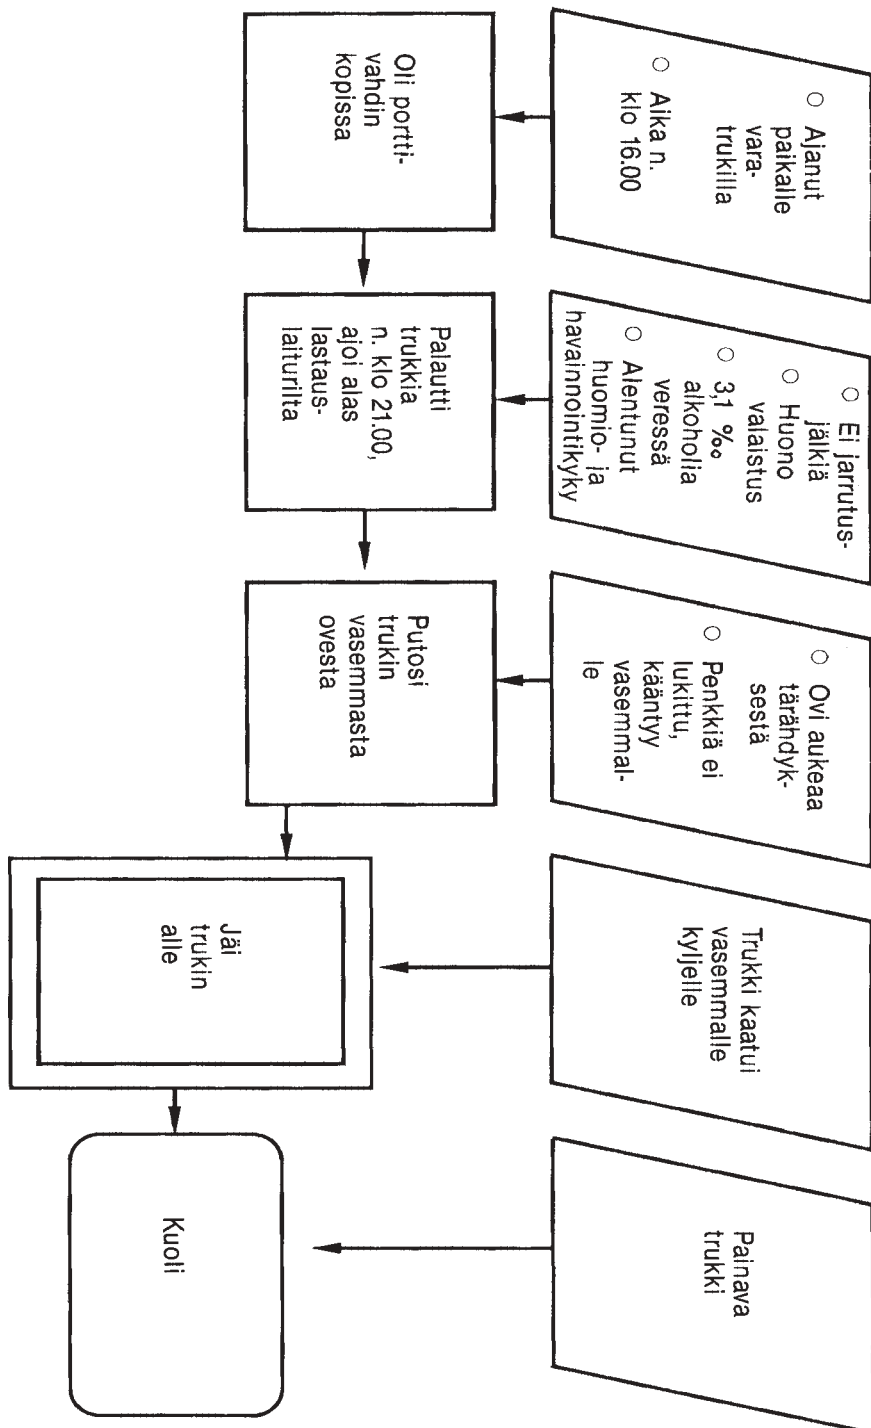 Ajanut
paikalle
vara-
trukilla
Aika n.
klo 16.00
Oli portti-
vahdin
kopissa
Ei jarrutus-
jälkiä
Huono
valaistus
3,1 ‰
alkoholia
veressä
Alentunut
huomio- ja
havainnointikyky
Palautti
trukkia
n. klo 21.00,
ajoi alas
lastaus-
laiturilta
Ovi aukeaa
tärähdyk-
sestä
Penkkiä ei
lukittu,
kääntyy
vasemmal-
le
Putosi
trukin
vasemmasta
ovesta
Trukki kaatui
vasemmalle
kyljelle
Jäi
trukin
alle
Painava
trukki
Kuoli